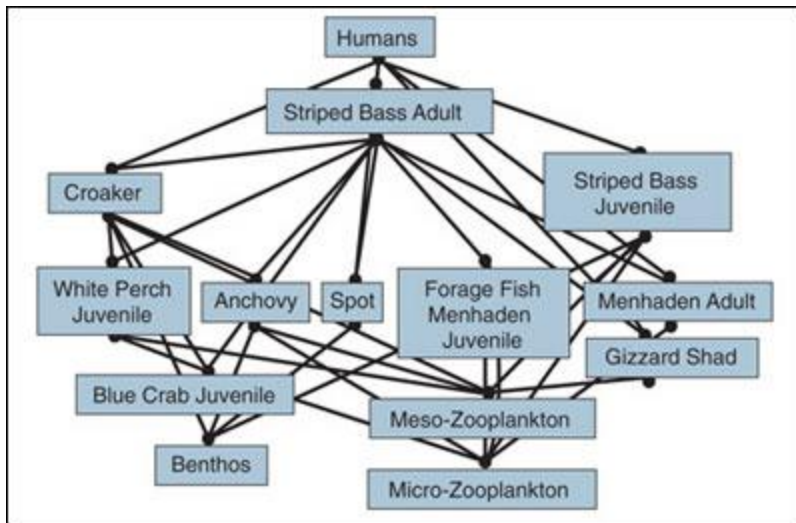 Humans
Striped Bass Adult
Croaker
Striped Bass
Juvenile
White Perch
Juvenile
Anchovy
Spot
Forage Fish
Menhaden
Juvenile
Menhaden Adult
Gizzard Shad
Blue Crab Juvenile
Meso-Zooplankton
Benthos
Micro-Zooplankton